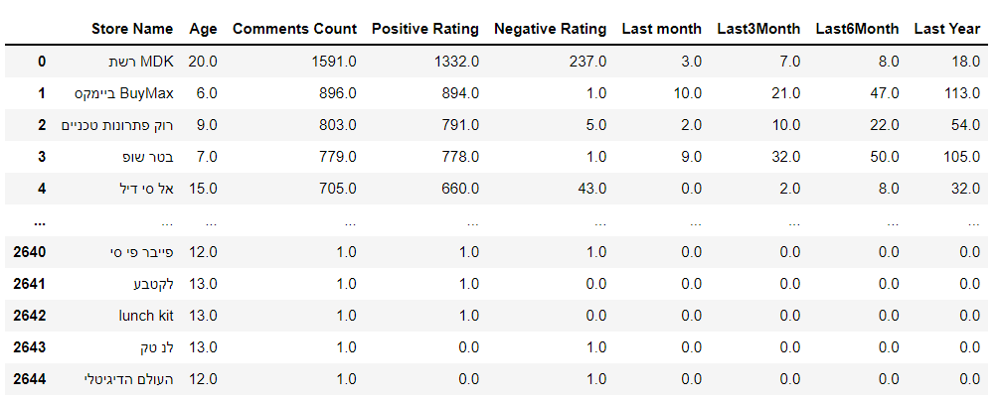 Store Name Age Comments Count Positive Rating Negative Rating Last month Last3Month Last6Month Last Year
0 רשת MDK 20.0 1591.0 1332.0 237.0 3.0 7.0 8.0 18.0
1 ביימקס BuyMax 6.0 896.0 894.0 1.0 10.0 21.0 47.0 113.0
2 רוק פתרונות טכניים 9.0 803.0 791.0 5.0 2.0 10.0 22.0 54.0
3 בטר שופ 7.0 779.0 778.0 1.0 9.0 32.0 50.0 105.0
4 אל סי דיל 15.0 705.0 660.0 43.0 0.0 2.0 8.0 32.0
... ... ... ... ... ... ... ... ... ...
2640 פייבר פי סי 12.0 1.0 1.0 1.0 0.0 0.0 0.0 0.0
2641 לקטבע 13.0 1.0 1.0 0.0 0.0 0.0 0.0 0.0
2642 lunch kit 13.0 1.0 1.0 0.0 0.0 0.0 0.0 0.0
2643 לנ טק 13.0 1.0 0.0 1.0 0.0 0.0 0.0 0.0
2644 העולם הדיגיטלי 12.0 1.0 0.0 1.0 0.0 0.0 0.0 0.0